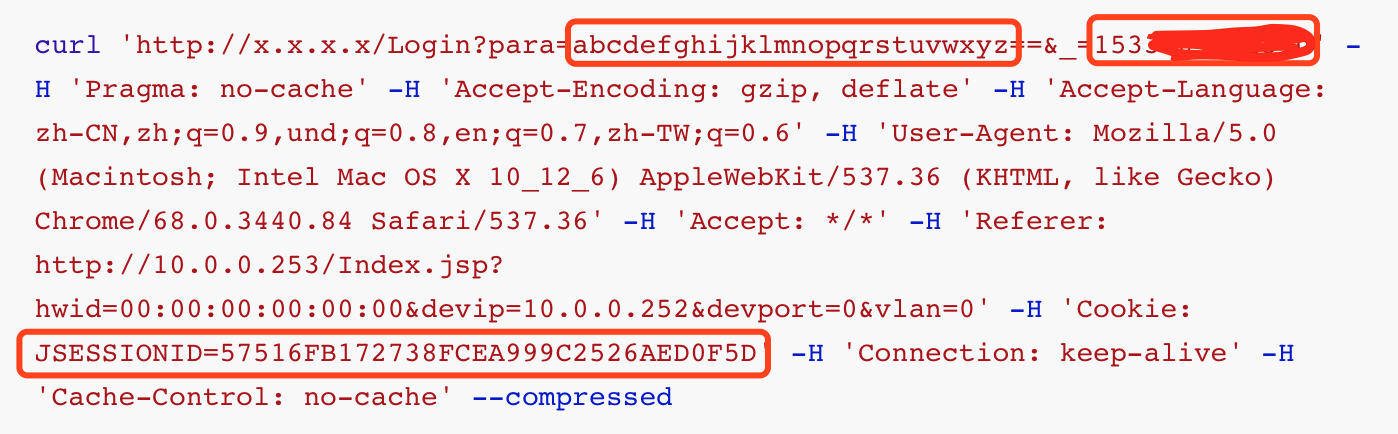 curl 'http://x.x.x.x/Login?para=abcdefghijklmnopqrstuvwxyz==&_=153 -
H 'Pragma: no-cache' -H 'Accept-Encoding: gzip, deflate' -H 'Accept-Language:
zh-CN,zh;q=0.9,und;q=0.8,en;q=0.7,zh-TW;q=0.6' -H 'User-Agent: Mozilla/5.0
(Macintosh; Intel Mac OS X 10_12_6) AppleWebKit/537.36 (KHTML, like Gecko)
Chrome/68.0.3440.84 Safari/537.36' -H 'Accept: */*' -H 'Referer:
http://10.0.0.253/Index.jsp?
hwid=00:00:00:00:00:00&devip=10.0.0.252&devport=0&vlan=0' -H 'Cookie:
JSESSIONID=57516FB172738FCEA999C2526AED0F5D' -H 'Connection: keep-alive' -H
'Cache-Control: no-cache' --compressed